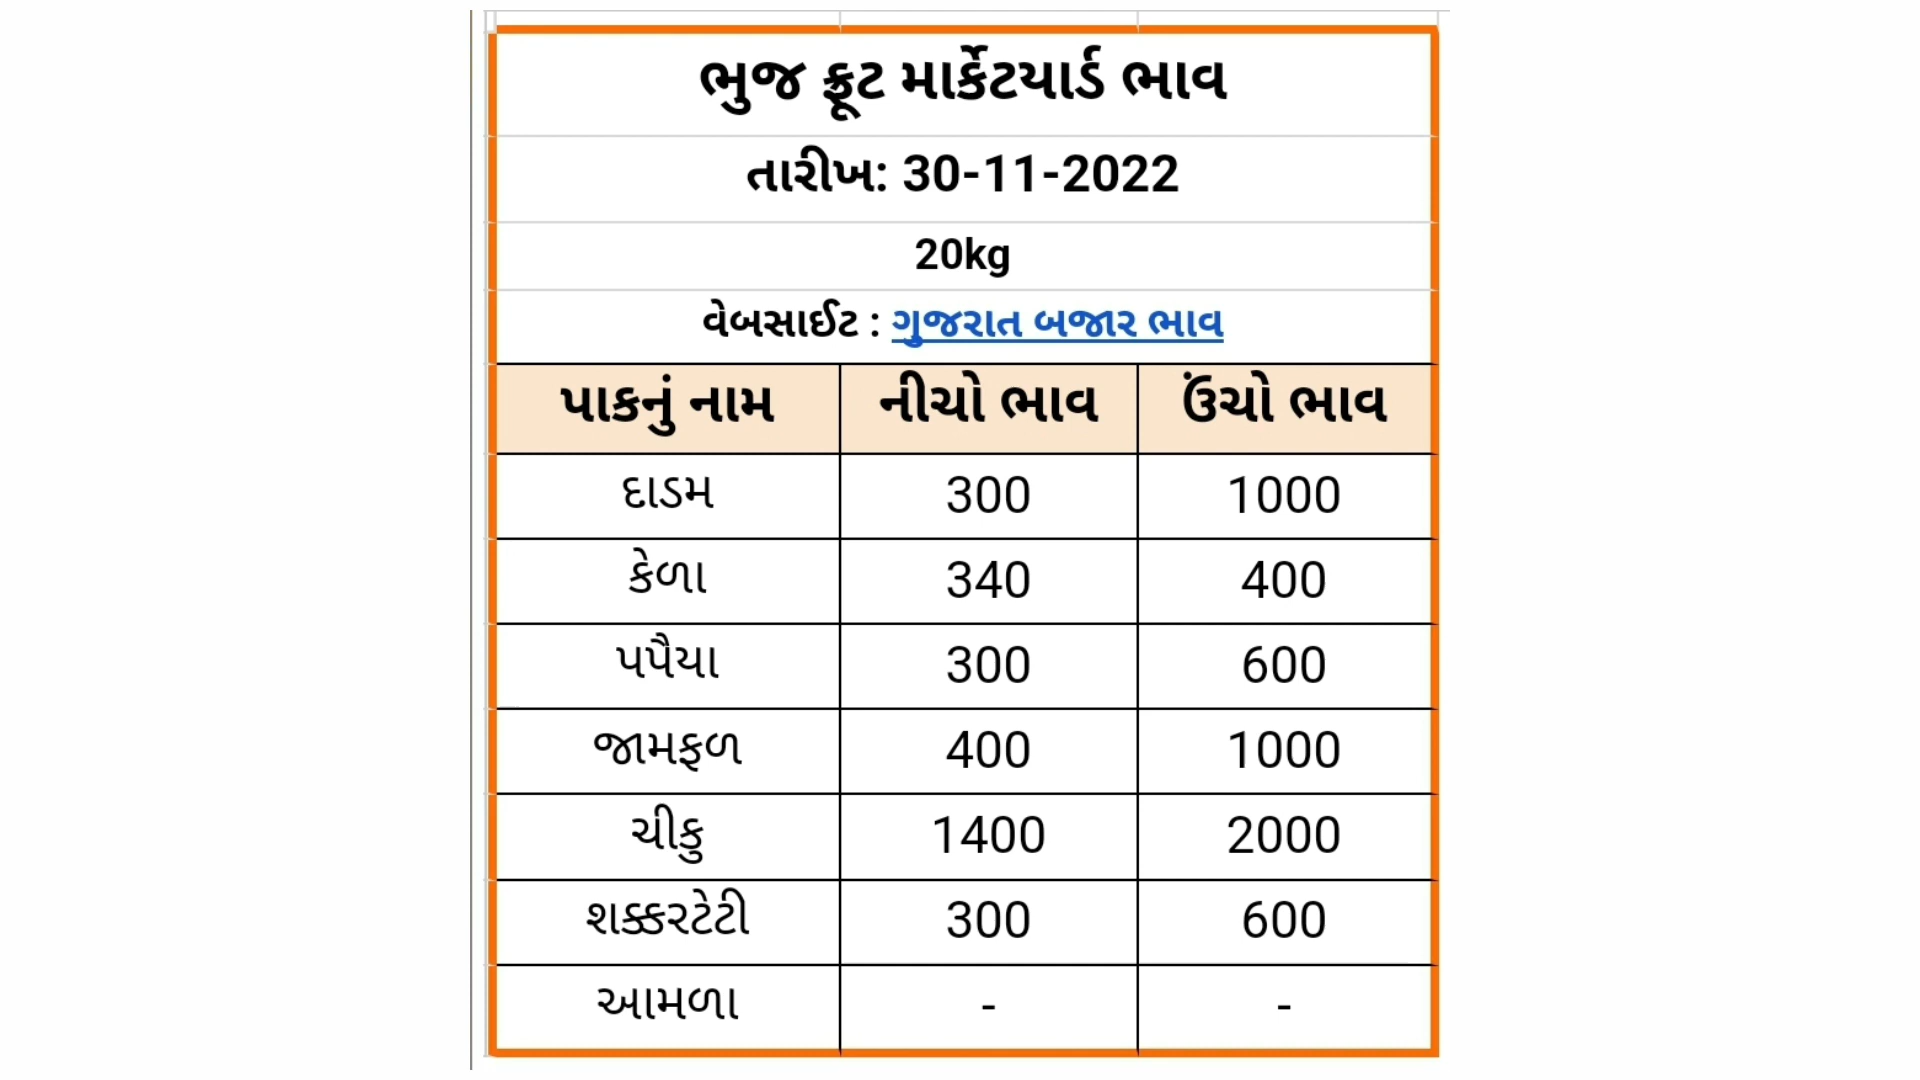 ભુજ ફ્રૂટ માર્કેટયાર્ડ ભાવ
તારીખ: 30-11-2022
20kg
વેબસાઈટ : ગુજરાત બજાર ભાવ
પાકનું નામ નીચો ભાવ ઉંચો ભાવ
દાડમ 300 1000
કેળા 340 400
પપૈયા 300 600
જામફળ 400 1000
ચીકુ 1400 2000
શક્કરટેટી 300 600
આમળા - -